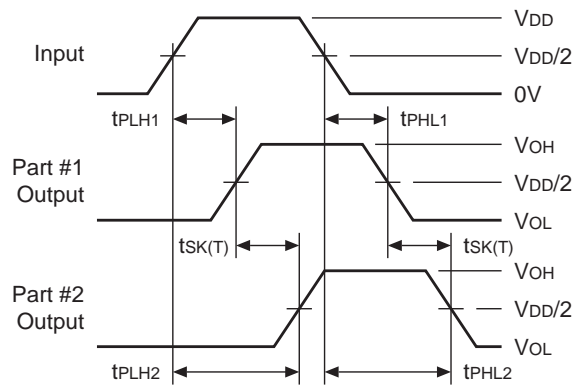 VDD
Input
VDD/2
0V
tPLH1
tPHL1
VOH
Part #1
Output
VDD/2
VOL
tSK(T)
tSK(T)
VOH
Part #2
Output
VDD/2
VOL
tPLH2
tPHL2